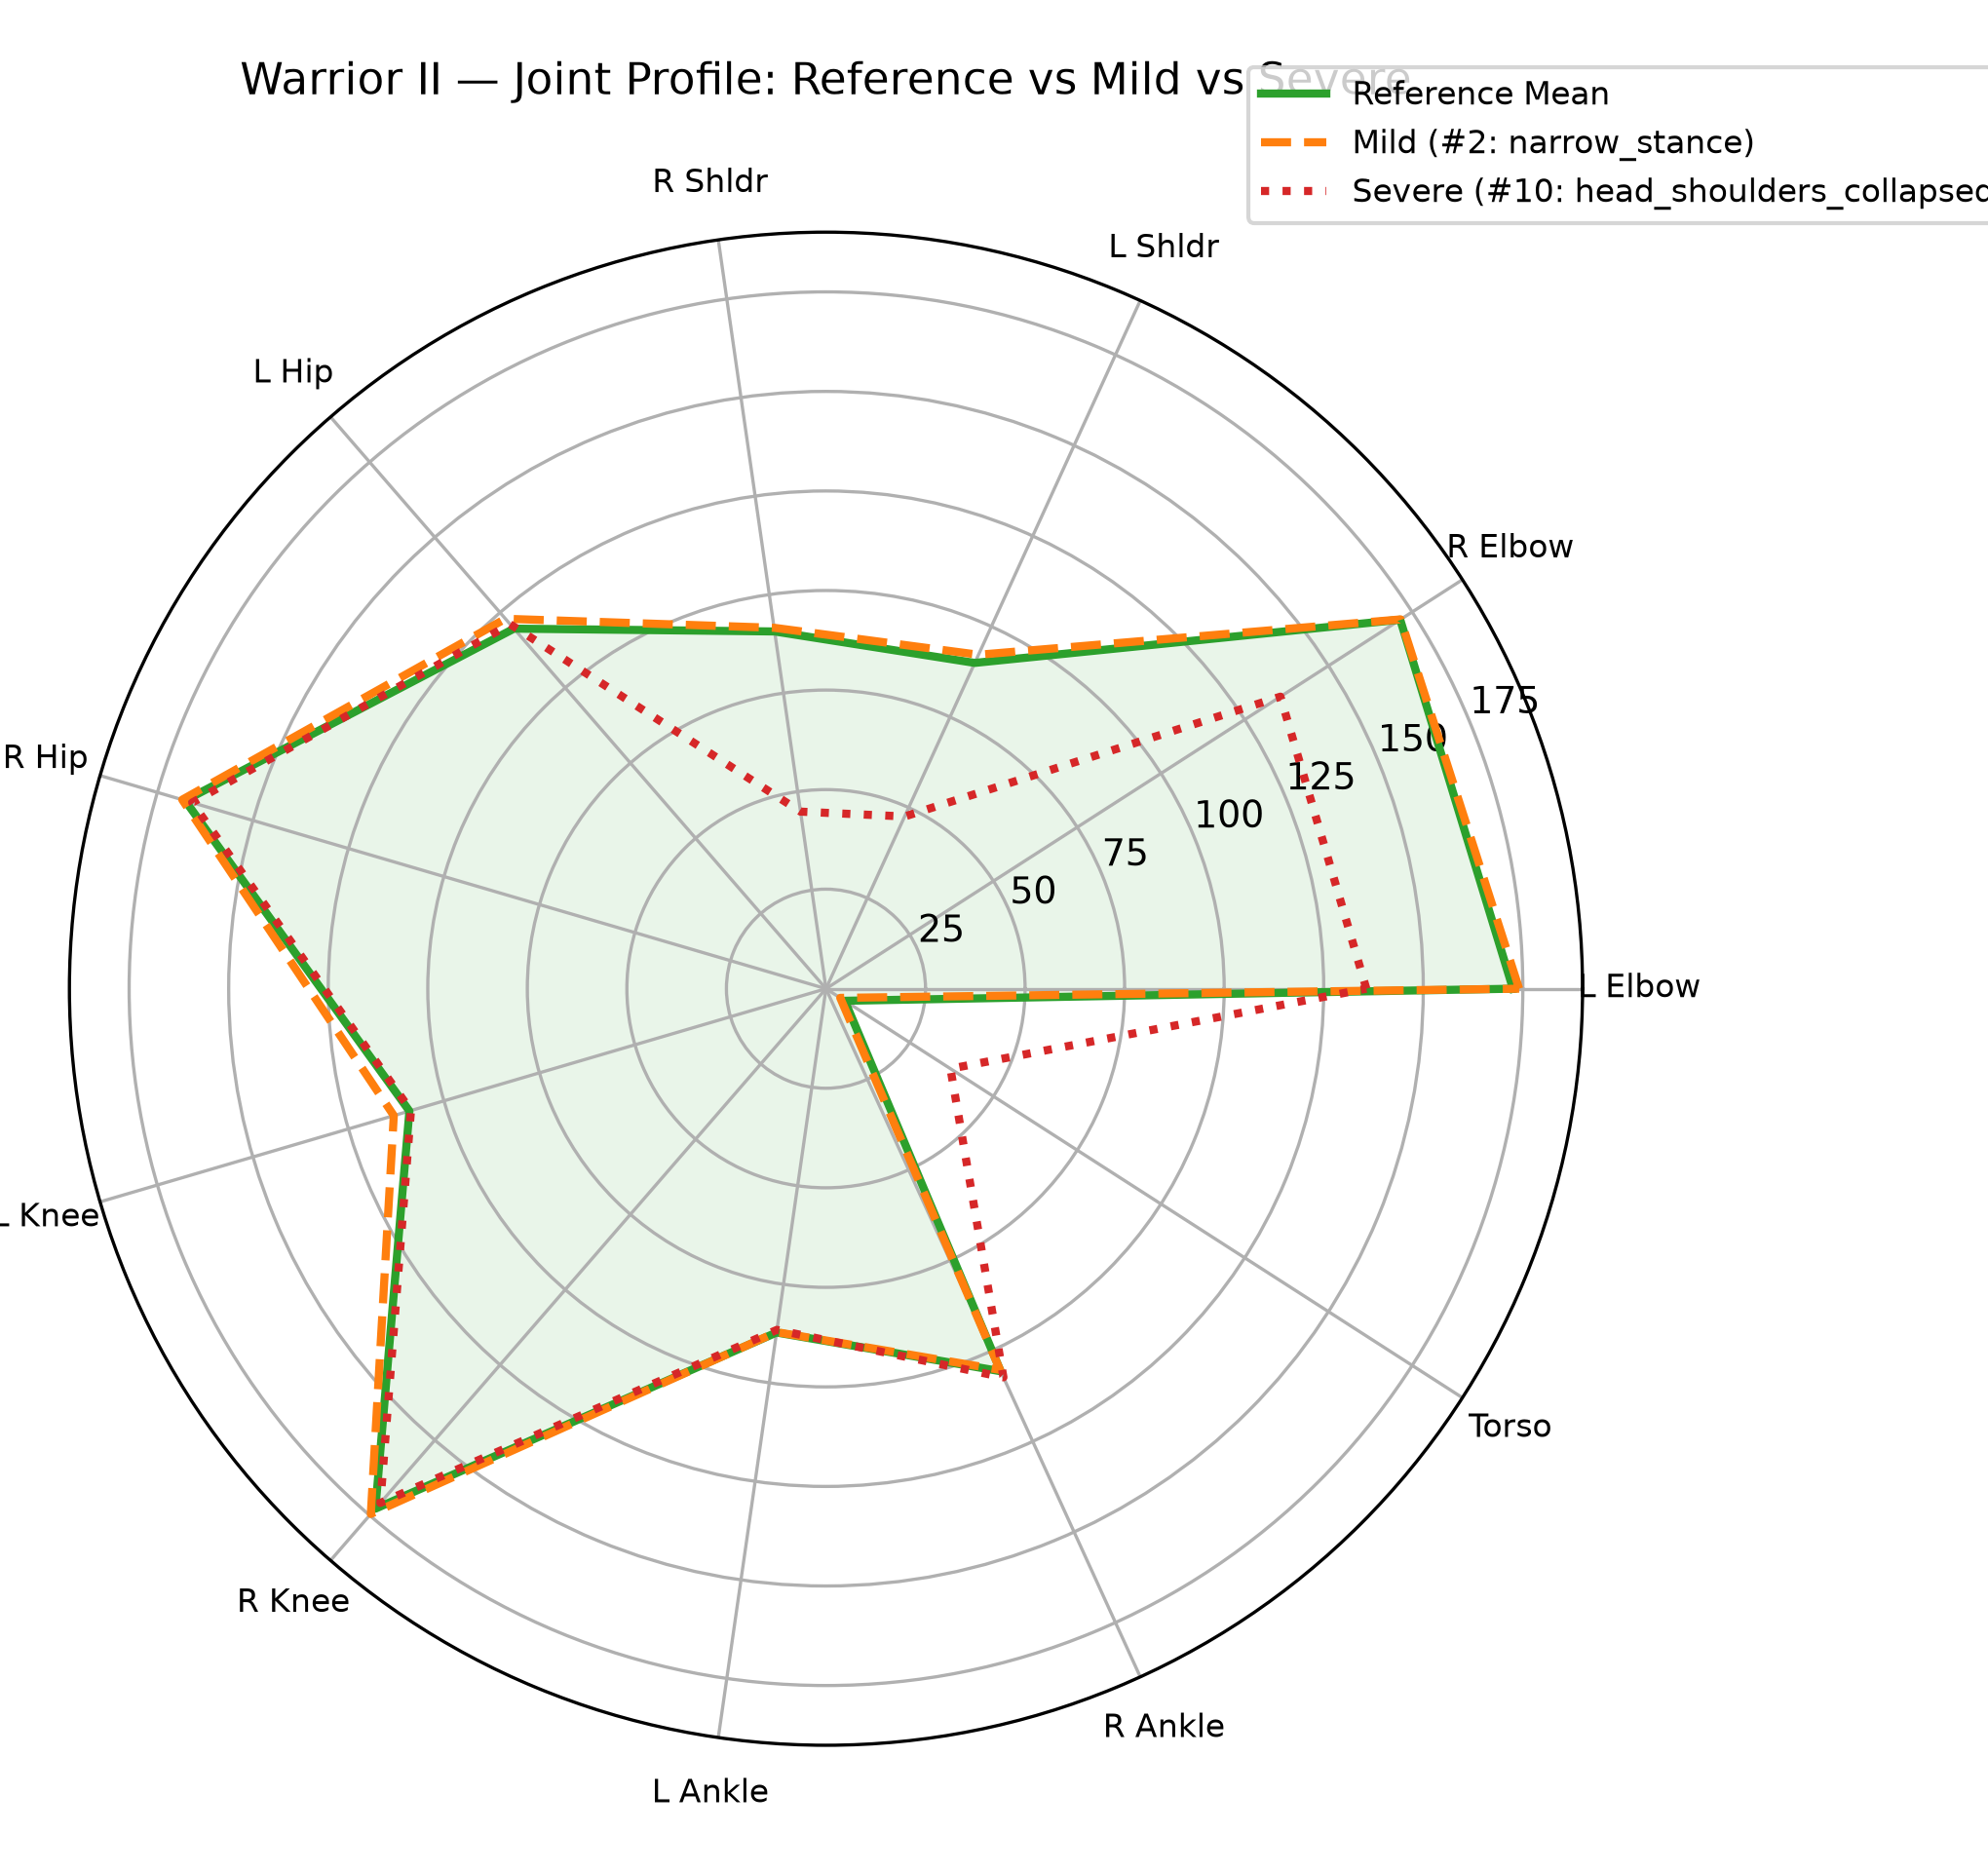 Warrior II — Joint Profile: Reference vs Mild vs Severe
Reference Mean
Mild (#2: narrow_stance)
Severe (#10: head_shoulders_collapsed
R Shldr
L Shldr
L Hip
R Elbow
175
150
R Hip
125
100
75
50
25
L Elbow
L Knee
Torso
R Knee
R Ankle
L Ankle